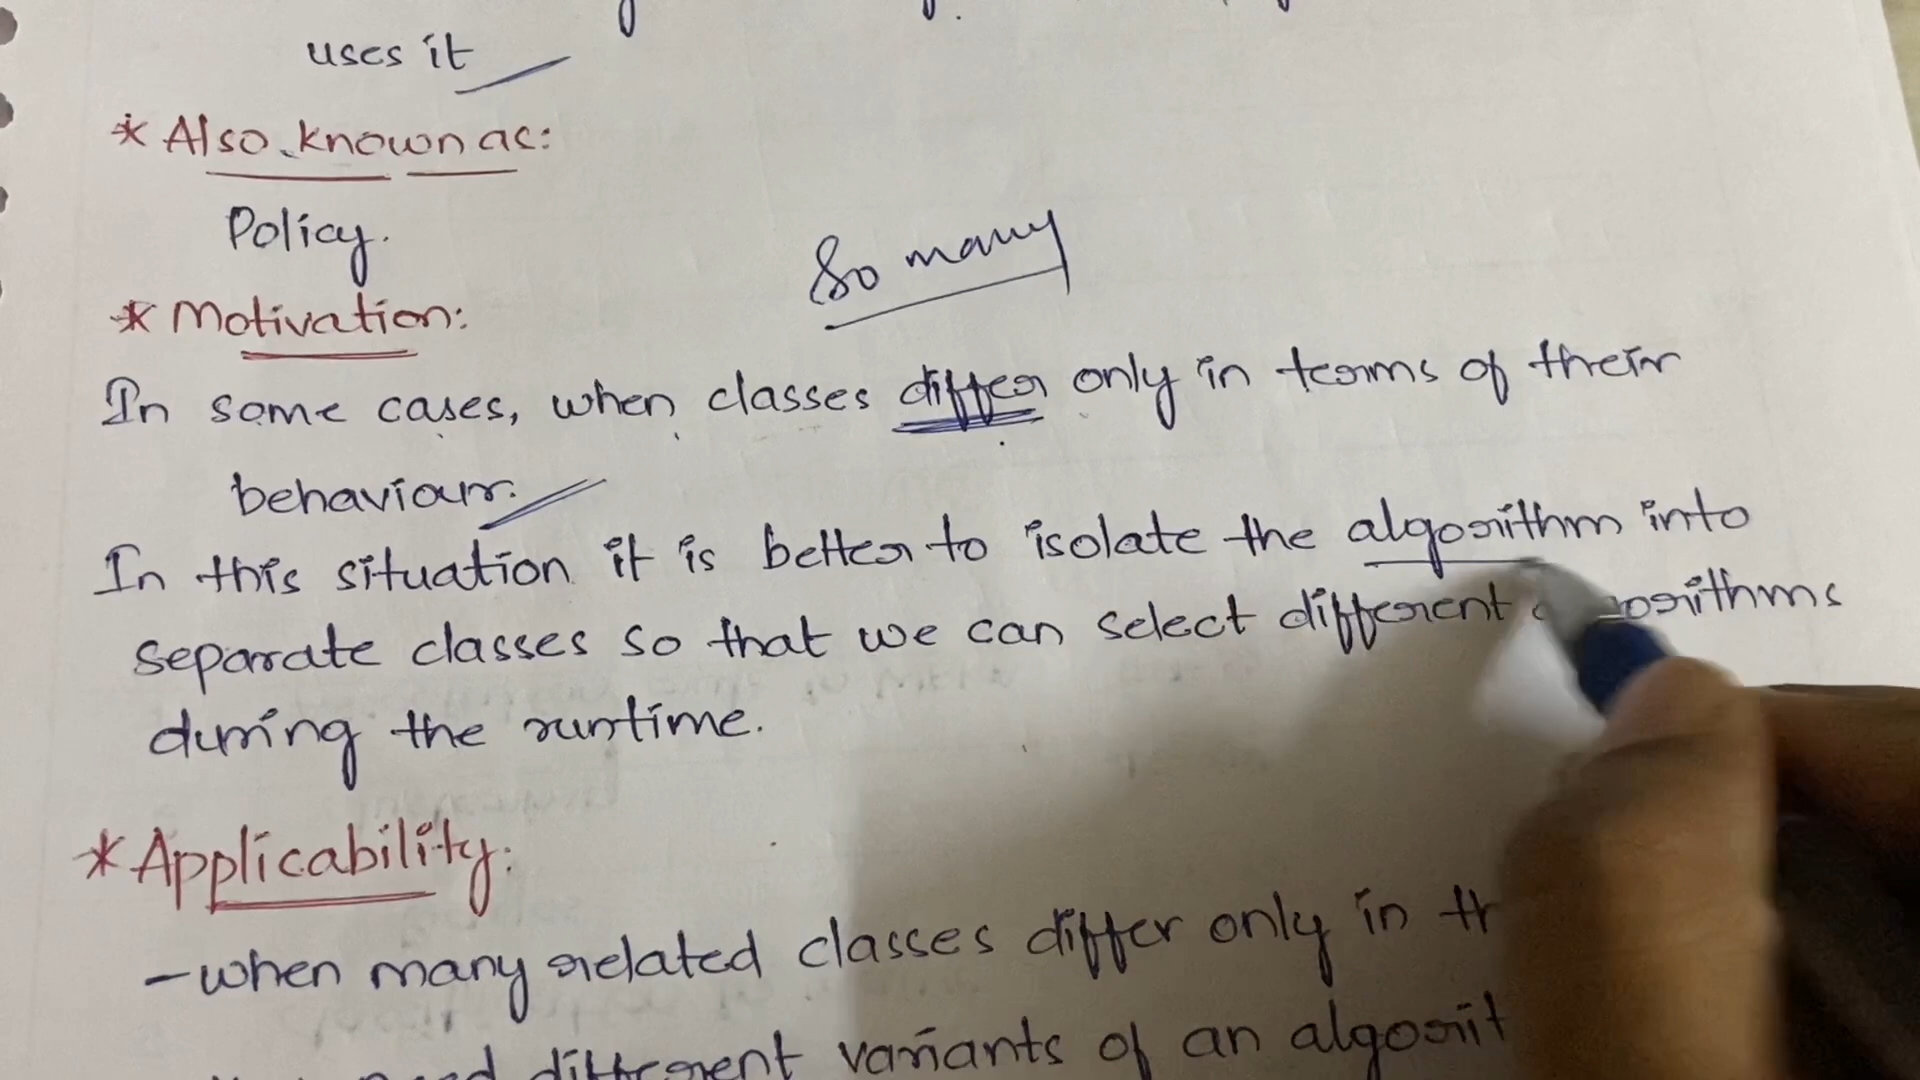 uses it
* Also known as:
Policy.
So many
* Motivation:
In some cases, when classes differ only in terms of their
behaviour.
In this situation it is better to isolate the algorithm into
separate classes so that we can select different algorithms
during the runtime.
* Applicability:
- when many related classes differ only in
different variants of an